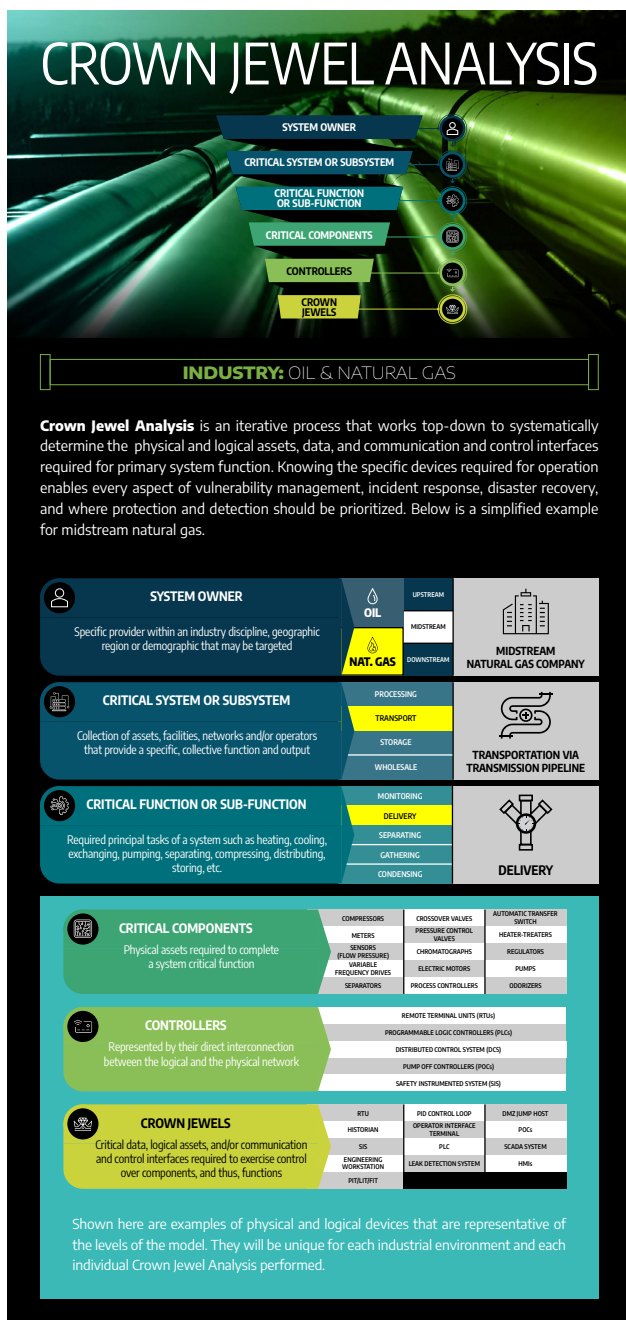 CROWN JEWEL ANALYSIS
SYSTEM OWNER
CRITICAL SYSTEM OR SUBSYSTEM
CRITICAL FUNCTION
OR SUB-FUNCTION
CRITICAL COMPONENTS
CONTROLLERS
CROWN
JEWELS
INDUSTRY: OIL & NATURAL GAS
Crown Jewel Analysis is an iterative process that works top-down to systematically
determine the physical and logical assets, data, and communication and control interfaces
required for primary system function. Knowing the specific devices required for operation
enables every aspect of vulnerability management, incident response, disaster recovery,
and where protection and detection should be prioritized. Below is a simplified example
for midstream natural gas.
SYSTEM OWNER
Specific provider within an industry discipline, geographic
region or demographic that may be targeted
OIL
NAT. GAS
UPSTREAM
MIDSTREAM
DOWNSTREAM
MIDSTREAM
NATURAL GAS COMPANY
CRITICAL SYSTEM OR SUBSYSTEM
Collection of assets, facilities, networks and/or operators
that provide a specific, collective function and output
PROCESSING
TRANSPORT
STORAGE
WHOLESALE
TRANSPORTATION VIA
TRANSMISSION PIPELINE
CRITICAL FUNCTION OR SUB-FUNCTION
Required principal tasks of a system such as heating, cooling,
exchanging, pumping, separating, compressing, distributing,
storing, etc.
MONITORING
DELIVERY
SEPARATING
GATHERING
CONDENSING
DELIVERY
CRITICAL COMPONENTS
Physical assets required to complete
a system critical function
COMPRESSORS
METERS
SENSORS
(FLOW PRESSURE)
VARIABLE
FREQUENCY DRIVES
SEPARATORS
CROSSOVER VALVES
PRESSURE CONTROL
VALVES
CHROMATOGRAPHS
ELECTRIC MOTORS
PROCESS CONTROLLERS
AUTOMATIC TRANSFER
SWITCH
HEATER-TREATERS
REGULATORS
PUMPS
ODORIZERS
CONTROLLERS
Represented by their direct interconnection
between the logical and the physical network
REMOTE TERMINAL UNITS (RTUs)
PROGRAMMABLE LOGIC CONTROLLERS (PLCs)
DISTRIBUTED CONTROL SYSTEM (DCS)
PUMP OFF CONTROLLERS (POCs)
SAFETY INSTRUMENTED SYSTEM (SIS)
CROWN JEWELS
Critical data, logical assets, and/or communication
and control interfaces required to exercise control
over components, and thus, functions
RTU
HISTORIAN
SIS
ENGINEERING
WORKSTATION
PIT/LIT/FIT
PID CONTROL LOOP
OPERATOR INTERFACE
TERMINAL
PLC
LEAK DETECTION SYSTEM
DMZ JUMP HOST
POCs
SCADA SYSTEM
HMIs
Shown here are examples of physical and logical devices that are representative of
the levels of the model. They will be unique for each industrial environment and each
individual Crown Jewel Analysis performed.